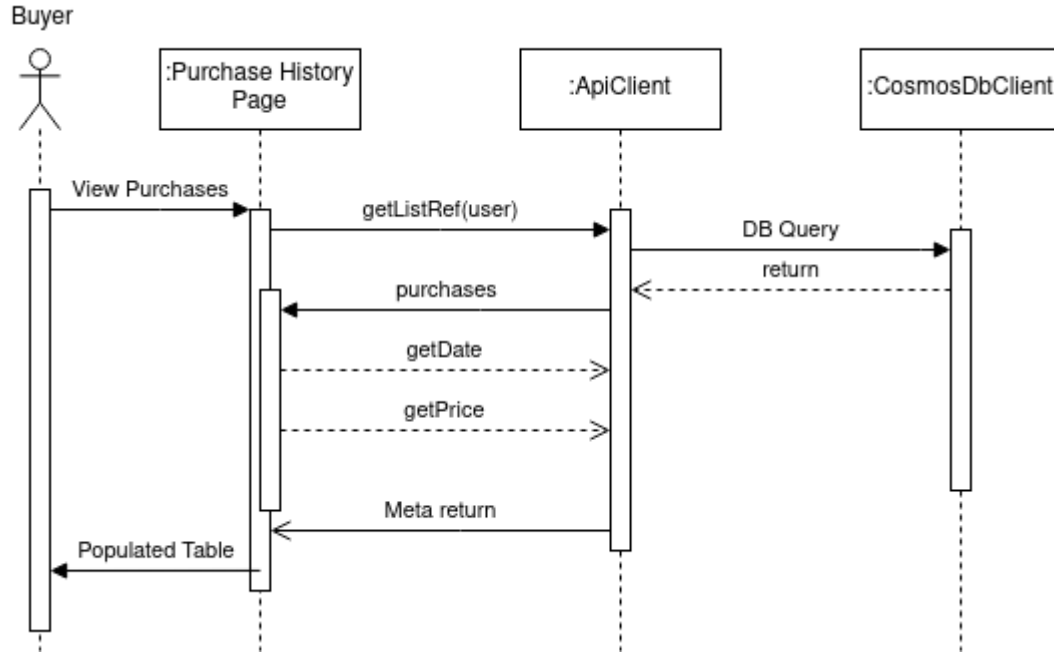 Buyer
:Purchase History
Page
:ApiClient
:CosmosDbClient
View Purchases
getListRef(user)
DB Query
return
purchases
getDate
getPrice
Meta return
Populated Table